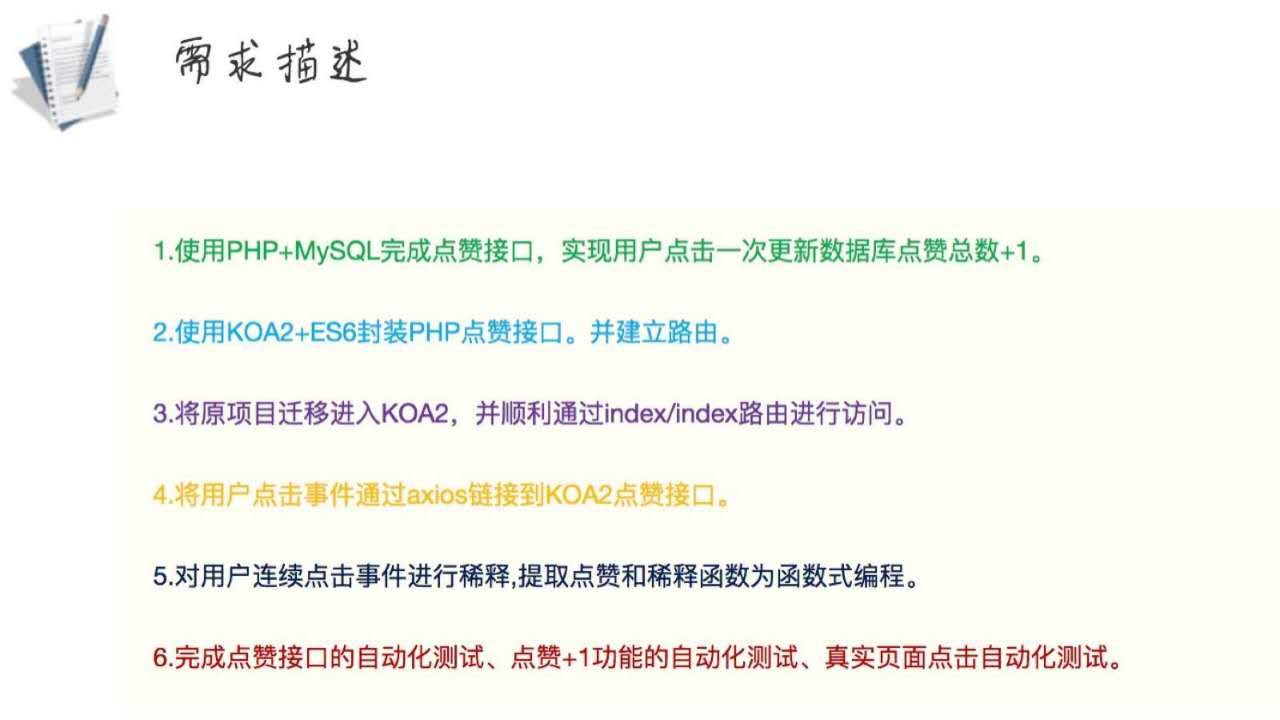 需求描述
1.使用PHP+MySQL完成点赞接口，实现用户点击一次更新数据库点赞总数+1。
2.使用KOA2+ES6封装PHP点赞接口。并建立路由。
3.将原项目迁移进入KOA2，并顺利通过index/index路由进行访问。
4.将用户点击事件通过axios链接到KOA2点赞接口。
5.对用户连续点击事件进行稀释,提取点赞和稀释函数为函数式编程。
6.完成点赞接口的自动化测试、点赞+1功能的自动化测试、真实页面点击自动化测试。